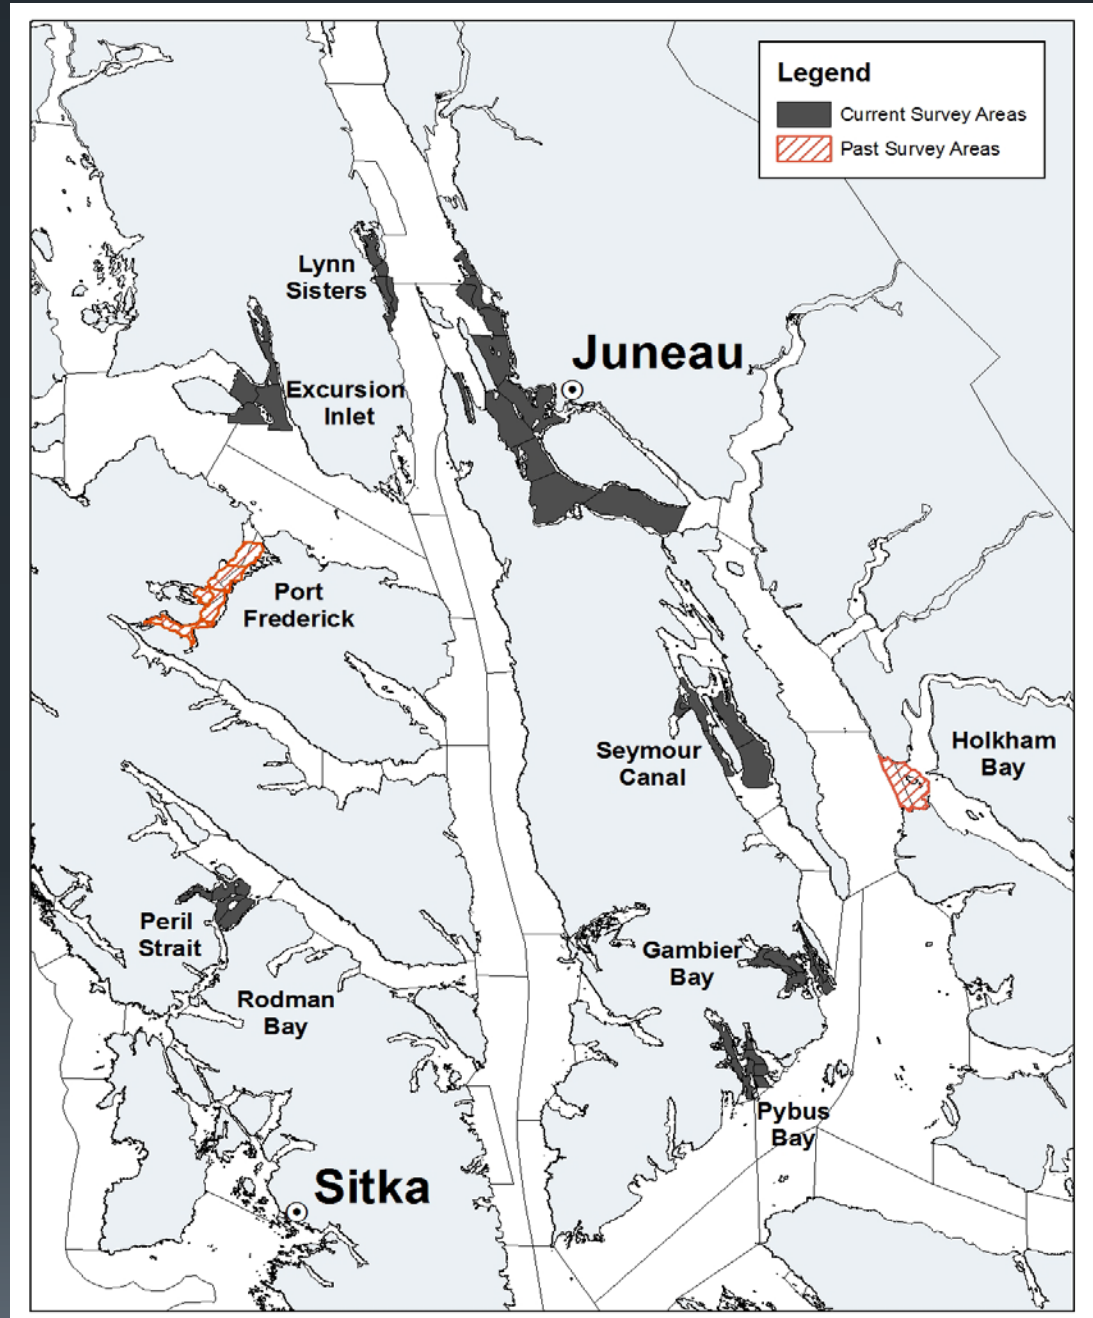 Legend
Current Survey Areas
Past Survey Areas
Lynn
Sisters
Juneau
Excursion
Inlet
Port
Frederick
Seymour
Canal
Holkham
Bay
Peril
Strait
Gambier
Bay
Rodman
Bay
Pybus
Bay
Sitka